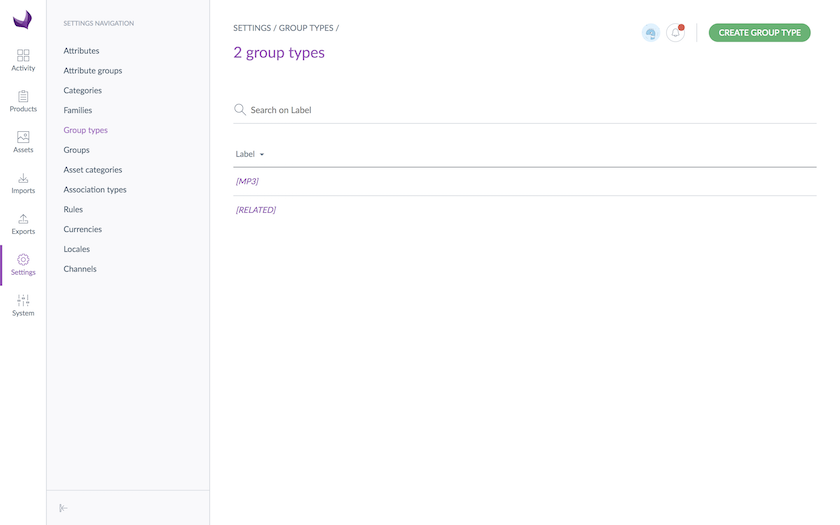 Activity
Products
Assets
Imports
Exports
Settings
System
SETTINGS NAVIGATION
Attributes
Attribute groups
Categories
Families
Group types
Groups
Asset categories
Association types
Rules
Currencies
Locales
Channels
SETTINGS / GROUP TYPES /
CREATE GROUP TYPE
2 group types
Search on Label
Label
[MP3]
[RELATED]